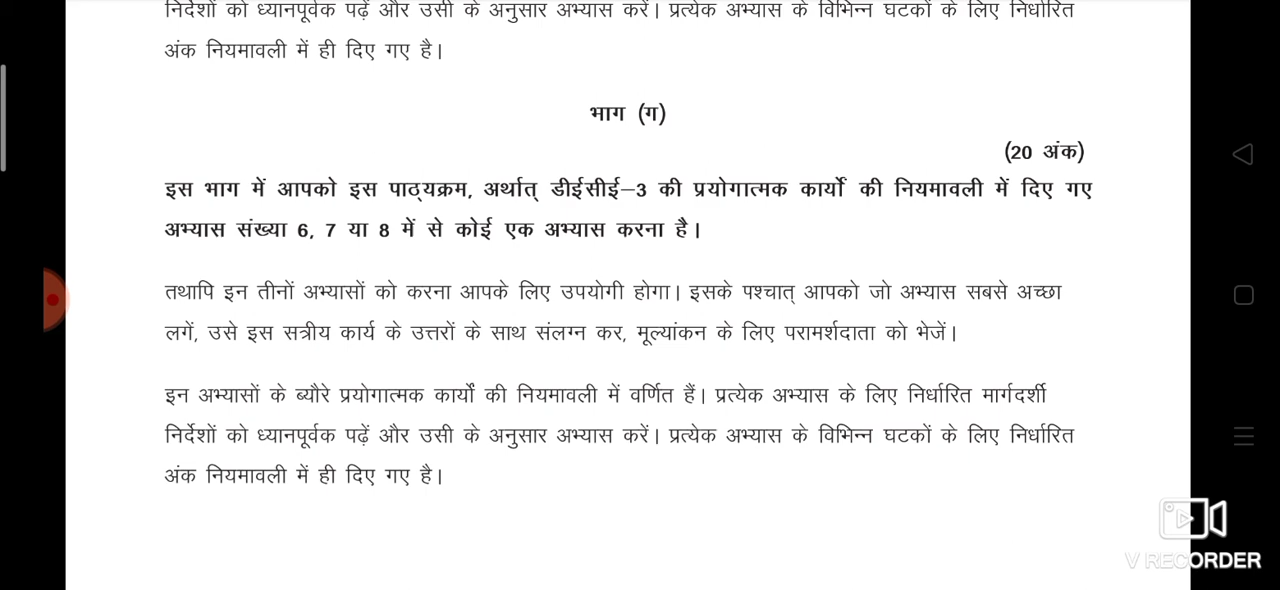 निर्देशों को ध्यानपूर्वक पढ़ें और उसी के अनुसार अभ्यास करें। प्रत्येक अभ्यास के विभिन्न घटकों के लिए निर्धारित
अंक नियमावली में ही दिए गए है।
भाग (ग)
(20 अंक)
इस भाग में आपको इस पाठ्यक्रम, अर्थात् डीईसीई–3 की प्रयोगात्मक कार्यों की नियमावली में दिए गए
अभ्यास संख्या 6, 7 या 8 में से कोई एक अभ्यास करना है।
तथापि इन तीनों अभ्यासों को करना आपके लिए उपयोगी होगा। इसके पश्चात् आपको जो अभ्यास सबसे अच्छा
लगें, उसे इस सत्रीय कार्य के उत्तरों के साथ संलग्न कर, मूल्यांकन के लिए परामर्शदाता को भेजें।
इन अभ्यासों के ब्यौरे प्रयोगात्मक कार्यों की नियमावली में वर्णित हैं। प्रत्येक अभ्यास के लिए निर्धारित मार्गदर्शी
निर्देशों को ध्यानपूर्वक पढ़ें और उसी के अनुसार अभ्यास करें। प्रत्येक अभ्यास के विभिन्न घटकों के लिए निर्धारित
अंक नियमावली में ही दिए गए है।
V RECORDER